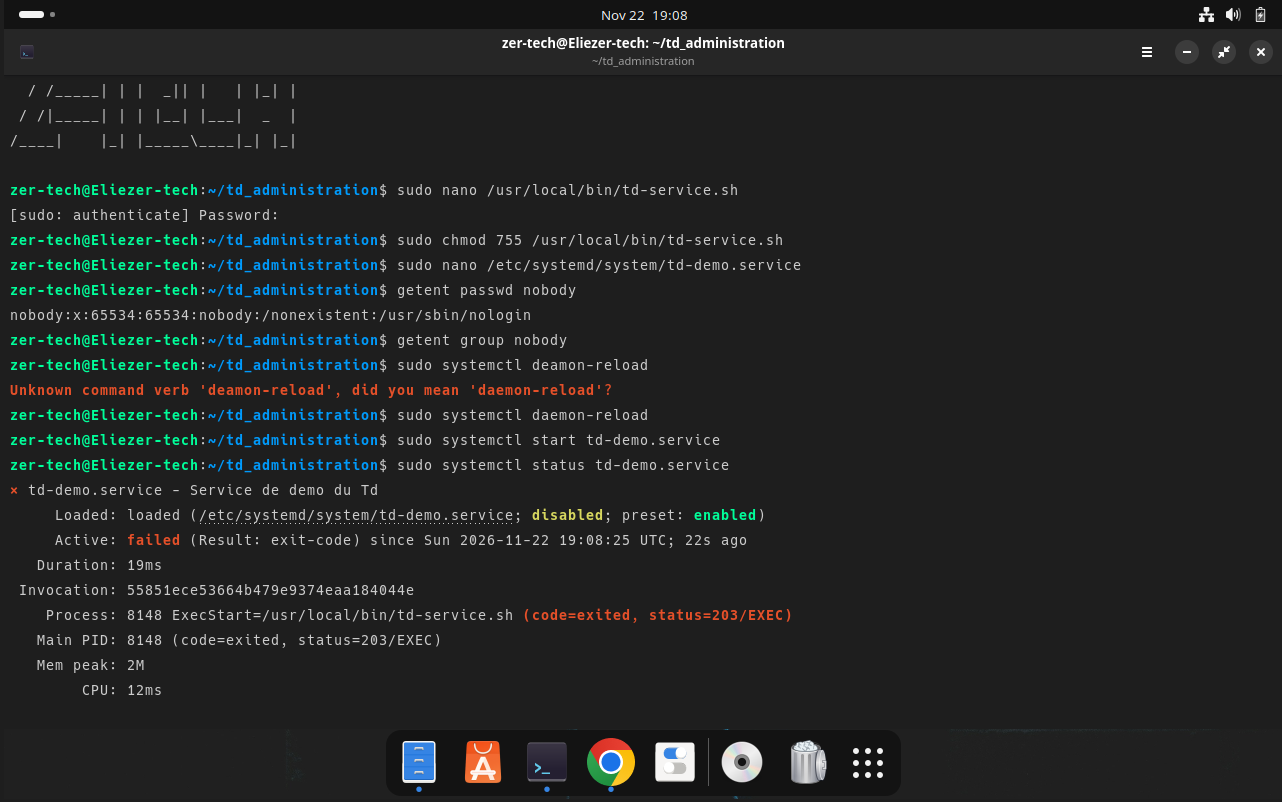 Nov 22 19:08
zer-tech@Eliezer-tech: ~/td_administration
~/td_administration
  / /_____| | |  _|| |   | |_| |
 / /|_____| | | |__| |___|  _  |
/____|    |_| |_____\____|_| |_|
zer-tech@Eliezer-tech:~/td_administration$ sudo nano /usr/local/bin/td-service.sh
[sudo: authenticate] Password:
zer-tech@Eliezer-tech:~/td_administration$ sudo chmod 755 /usr/local/bin/td-service.sh
zer-tech@Eliezer-tech:~/td_administration$ sudo nano /etc/systemd/system/td-demo.service
zer-tech@Eliezer-tech:~/td_administration$ getent passwd nobody
nobody:x:65534:65534:nobody:/nonexistent:/usr/sbin/nologin
zer-tech@Eliezer-tech:~/td_administration$ getent group nobody
zer-tech@Eliezer-tech:~/td_administration$ sudo systemctl deamon-reload
Unknown command verb 'deamon-reload', did you mean 'daemon-reload'?
zer-tech@Eliezer-tech:~/td_administration$ sudo systemctl daemon-reload
zer-tech@Eliezer-tech:~/td_administration$ sudo systemctl start td-demo.service
zer-tech@Eliezer-tech:~/td_administration$ sudo systemctl status td-demo.service
× td-demo.service - Service de demo du Td
     Loaded: loaded (/etc/systemd/system/td-demo.service; disabled; preset: enabled)
     Active: failed (Result: exit-code) since Sun 2026-11-22 19:08:25 UTC; 22s ago
   Duration: 19ms
 Invocation: 55851ece53664b479e9374eaa184044e
    Process: 8148 ExecStart=/usr/local/bin/td-service.sh (code=exited, status=203/EXEC)
   Main PID: 8148 (code=exited, status=203/EXEC)
   Mem peak: 2M
        CPU: 12ms